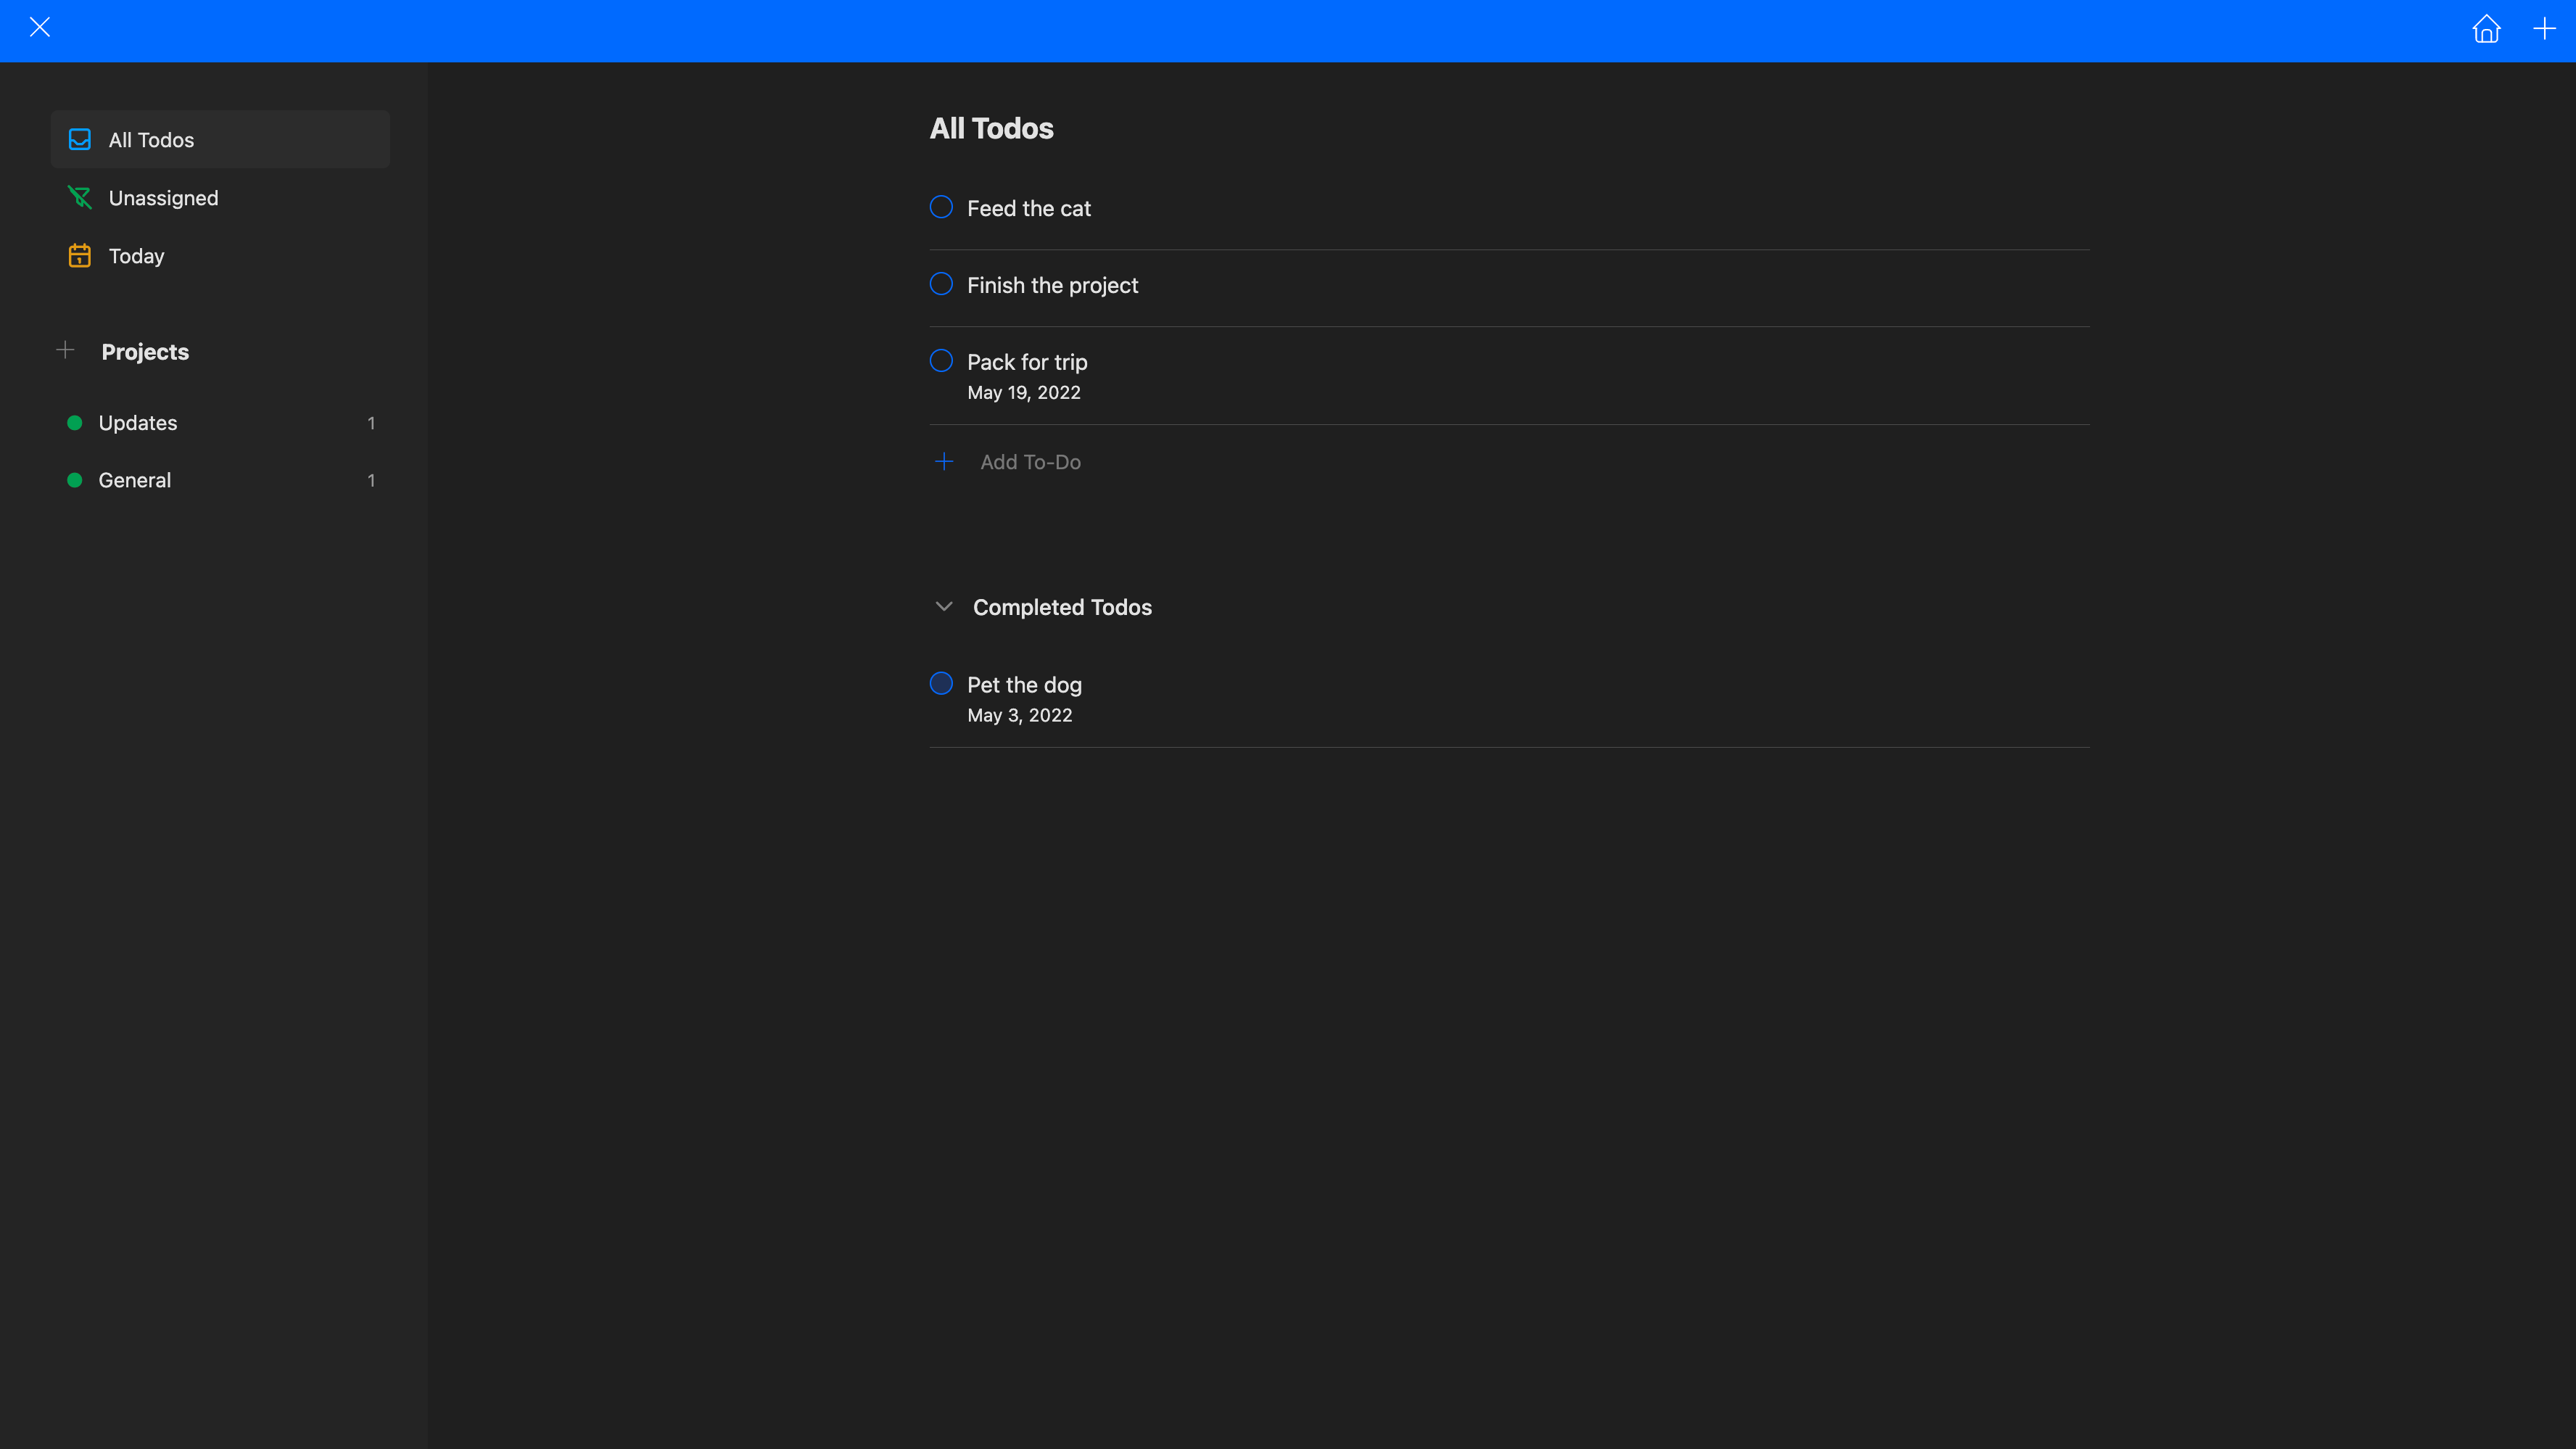 All Todos
Unassigned
Today
Projects
Updates 1
General 1
All Todos
Feed the cat
Finish the project
Pack for trip
May 19, 2022
Add To-Do
Completed Todos
Pet the dog
May 3, 2022